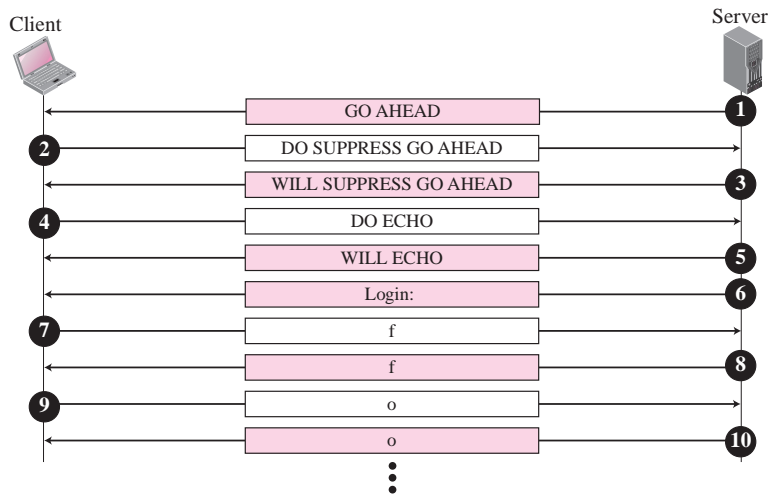 Client
Server
GO AHEAD
1
2
DO SUPPRESS GO AHEAD
WILL SUPPRESS GO AHEAD
3
4
DO ECHO
WILL ECHO
5
Login:
6
7
f
f
8
9
o
o
10